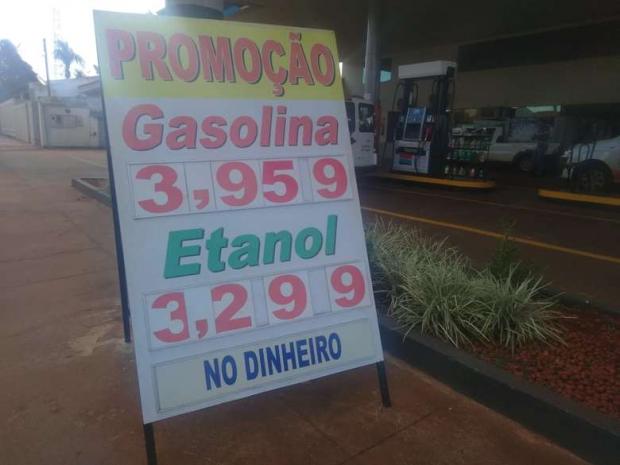 PROMOÇÃO
Gasolina
3,959
Etanol
3,299
NO DINHEIRO